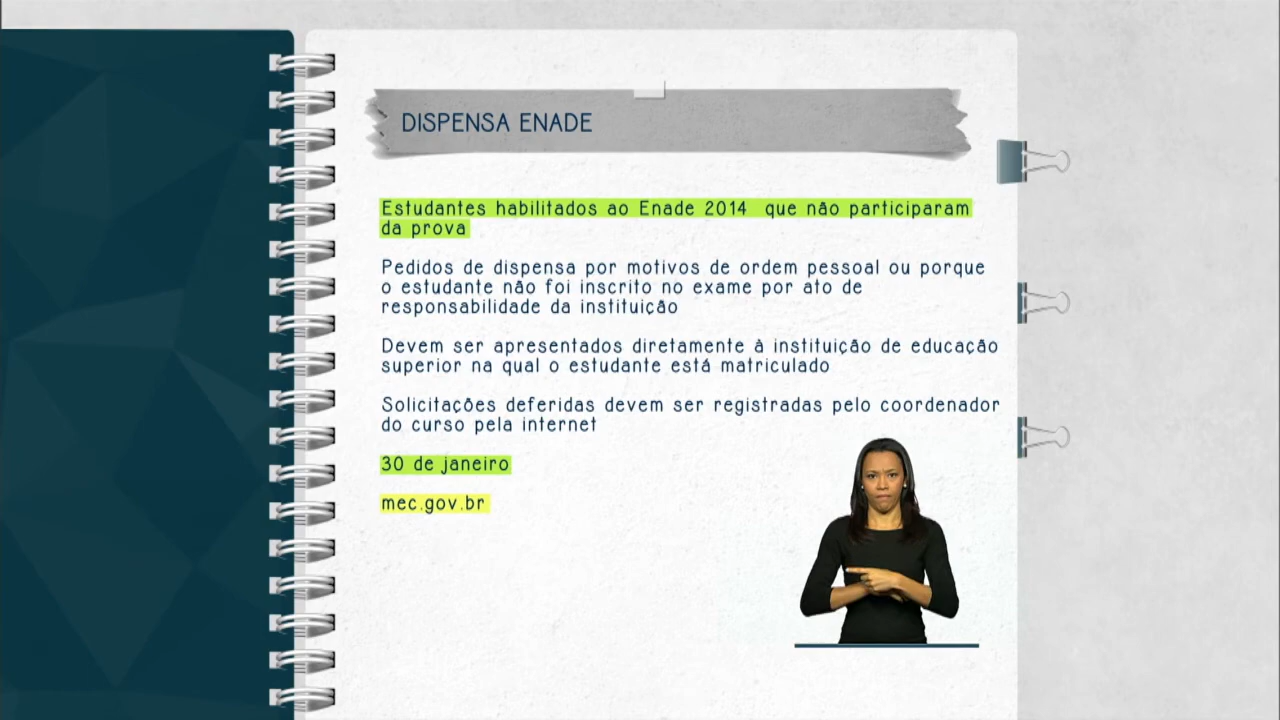 DISPENSA ENADE
Estudantes habilitados ao Enade 2014 que não participaram
da prova
Pedidos de dispensa por motivos de ordem pessoal ou porque
o estudante não foi inscrito no exame por ato de
responsabilidade da instituição
Devem ser apresentados diretamente à instituição de educação
superior na qual o estudante está matriculado
Solicitações deferidas devem ser registradas pelo coordenador
do curso pela internet
30 de janeiro
mec.gov.br